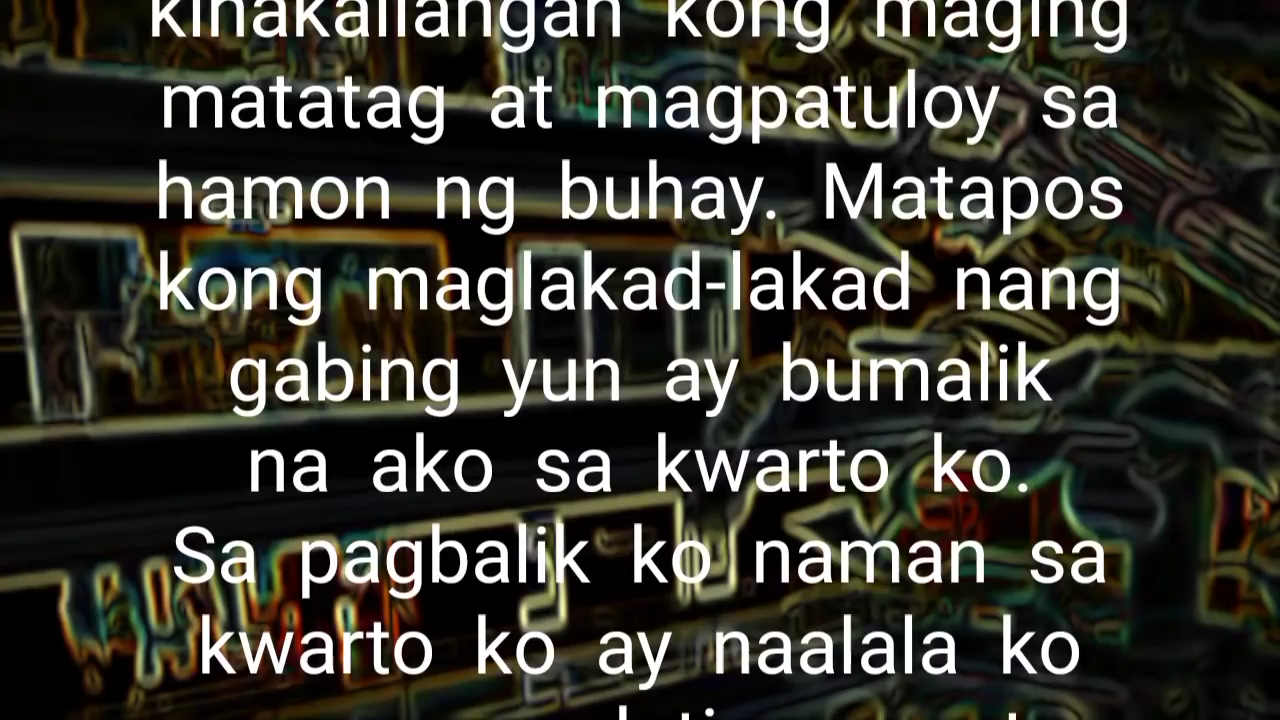 kinakailangan kong maging
matatag at magpatuloy sa
hamon ng buhay. Matapos
kong maglakad-lakad nang
gabing yun ay bumalik
na ako sa kwarto ko.
Sa pagbalik ko naman sa
kwarto ko ay naalala ko